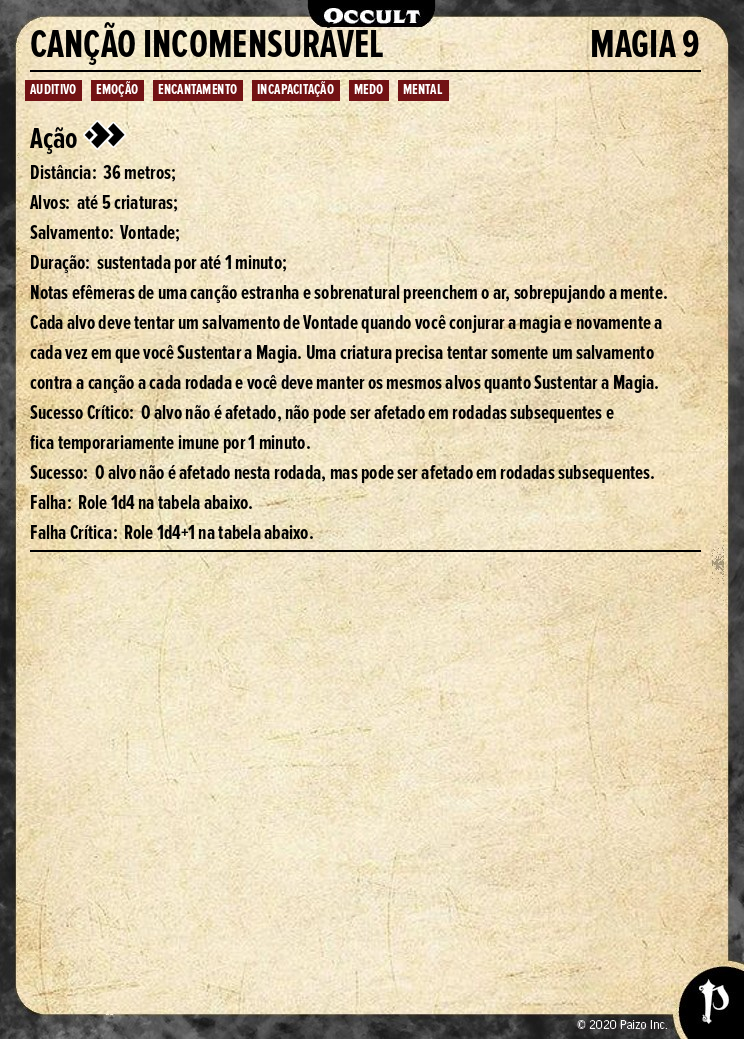 OCCULT
CANÇÃO INCOMENSURÁVEL MAGIA 9
AUDITIVO EMOÇÃO ENCANTAMENTO INCAPACITAÇÃO MEDO MENTAL
Ação
Distância: 36 metros;
Alvos: até 5 criaturas;
Salvamento: Vontade;
Duração: sustentada por até 1 minuto;
Notas efêmeras de uma canção estranha e sobrenatural preenchem o ar, sobrepujando a mente.
Cada alvo deve tentar um salvamento de Vontade quando você conjurar a magia e novamente a
cada vez em que você Sustentar a Magia. Uma criatura precisa tentar somente um salvamento
contra a canção a cada rodada e você deve manter os mesmos alvos quanto Sustentar a Magia.
Sucesso Crítico: O alvo não é afetado, não pode ser afetado em rodadas subsequentes e
fica temporariamente imune por 1 minuto.
Sucesso: O alvo não é afetado nesta rodada, mas pode ser afetado em rodadas subsequentes.
Falha: Role 1d4 na tabela abaixo.
Falha Crítica: Role 1d4+1 na tabela abaixo.
© 2020 Paizo Inc.
P